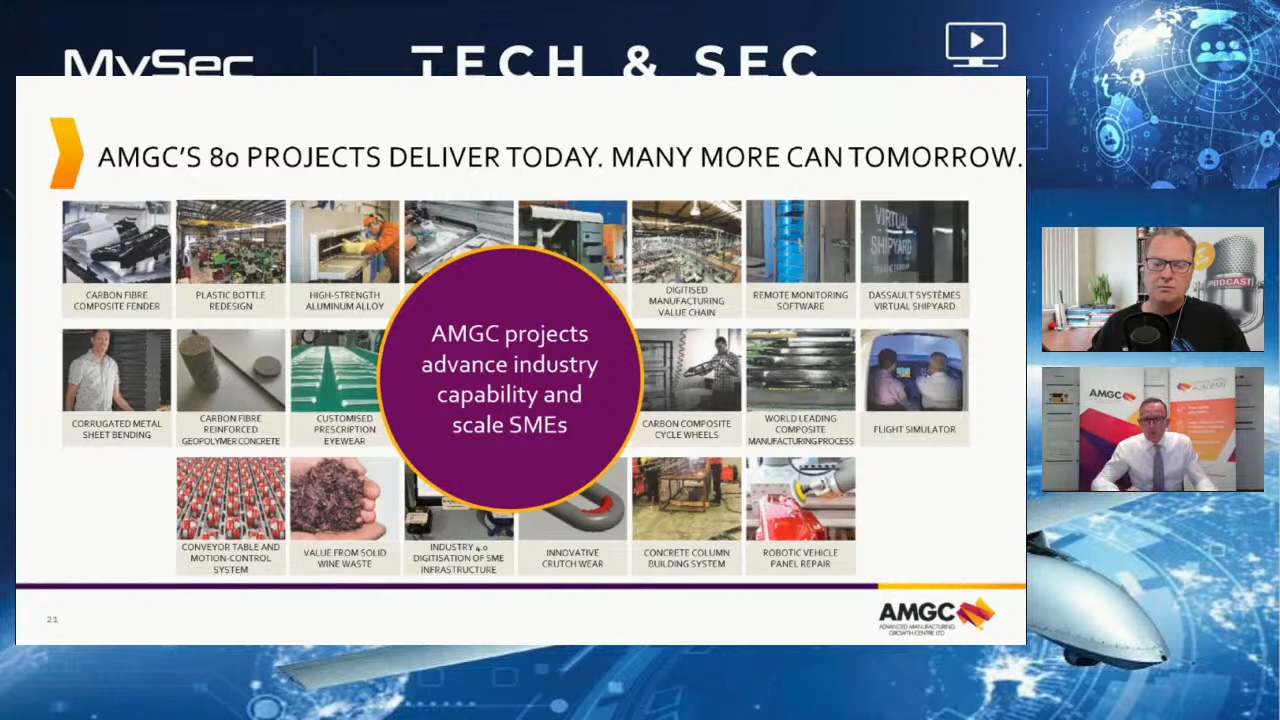 MySec
TECH & SEC
AMGC'S 80 PROJECTS DELIVER TODAY. MANY MORE CAN TOMORROW.
VIRTUAL
SHIPYARD
CARBON FIBRE
COMPOSITE FENDER
PLASTIC BOTTLE
REDESIGN
HIGH-STRENGTH
ALUMINUM ALLOY
DIGITISED
MANUFACTURING
VALUE CHAIN
REMOTE MONITORING
SOFTWARE
DASSAULT SYSTÈMES
VIRTUAL SHIPYARD
AMGC projects
advance industry
capability and
scale SMEs
CORRUGATED METAL
SHEET BENDING
CARBON FIBRE
REINFORCED
GEOPOLYMER CONCRETE
CUSTOMISED
PRESCRIPTION
EYEWEAR
CARBON COMPOSITE
CYCLE WHEELS
WORLD LEADING
COMPOSITE
MANUFACTURING PROCESS
FLIGHT SIMULATOR
CONVEYOR TABLE AND
MOTION-CONTROL
SYSTEM
VALUE FROM SOLID
WINE WASTE
INDUSTRY 4.0
DIGITISATION OF SME
INFRASTRUCTURE
INNOVATIVE
CRUTCH WEAR
CONCRETE COLUMN
BUILDING SYSTEM
ROBOTIC VEHICLE
PANEL REPAIR
21
AMGC
ADVANCED MANUFACTURING
GROWTH CENTRE LTD
PODCAST
AMGC
ACADEMY